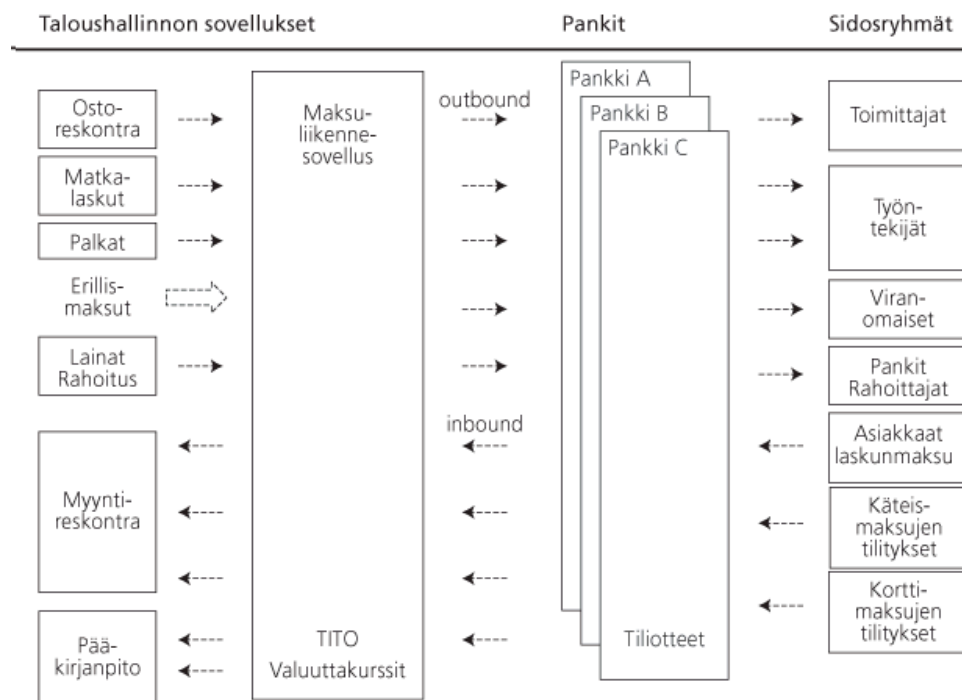 Taloushallinnon sovellukset
Pankit
Sidosryhmät
Osto-
reskontra
Matka-
laskut
Palkat
Erillis-
maksut
Lainat
Rahoitus
Myynti-
reskontra
Pää-
kirjanpito
Maksu-
liikenne-
sovellus
TITO
Valuuttakurssit
outbound
inbound
Pankki A
Pankki B
Pankki C
Tiliotteet
Toimittajat
Työn-
tekijät
Viran-
omaiset
Pankit
Rahoittajat
Asiakkaat
laskunmaksu
Käteis-
maksujen
tilitykset
Kortti-
maksujen
tilitykset